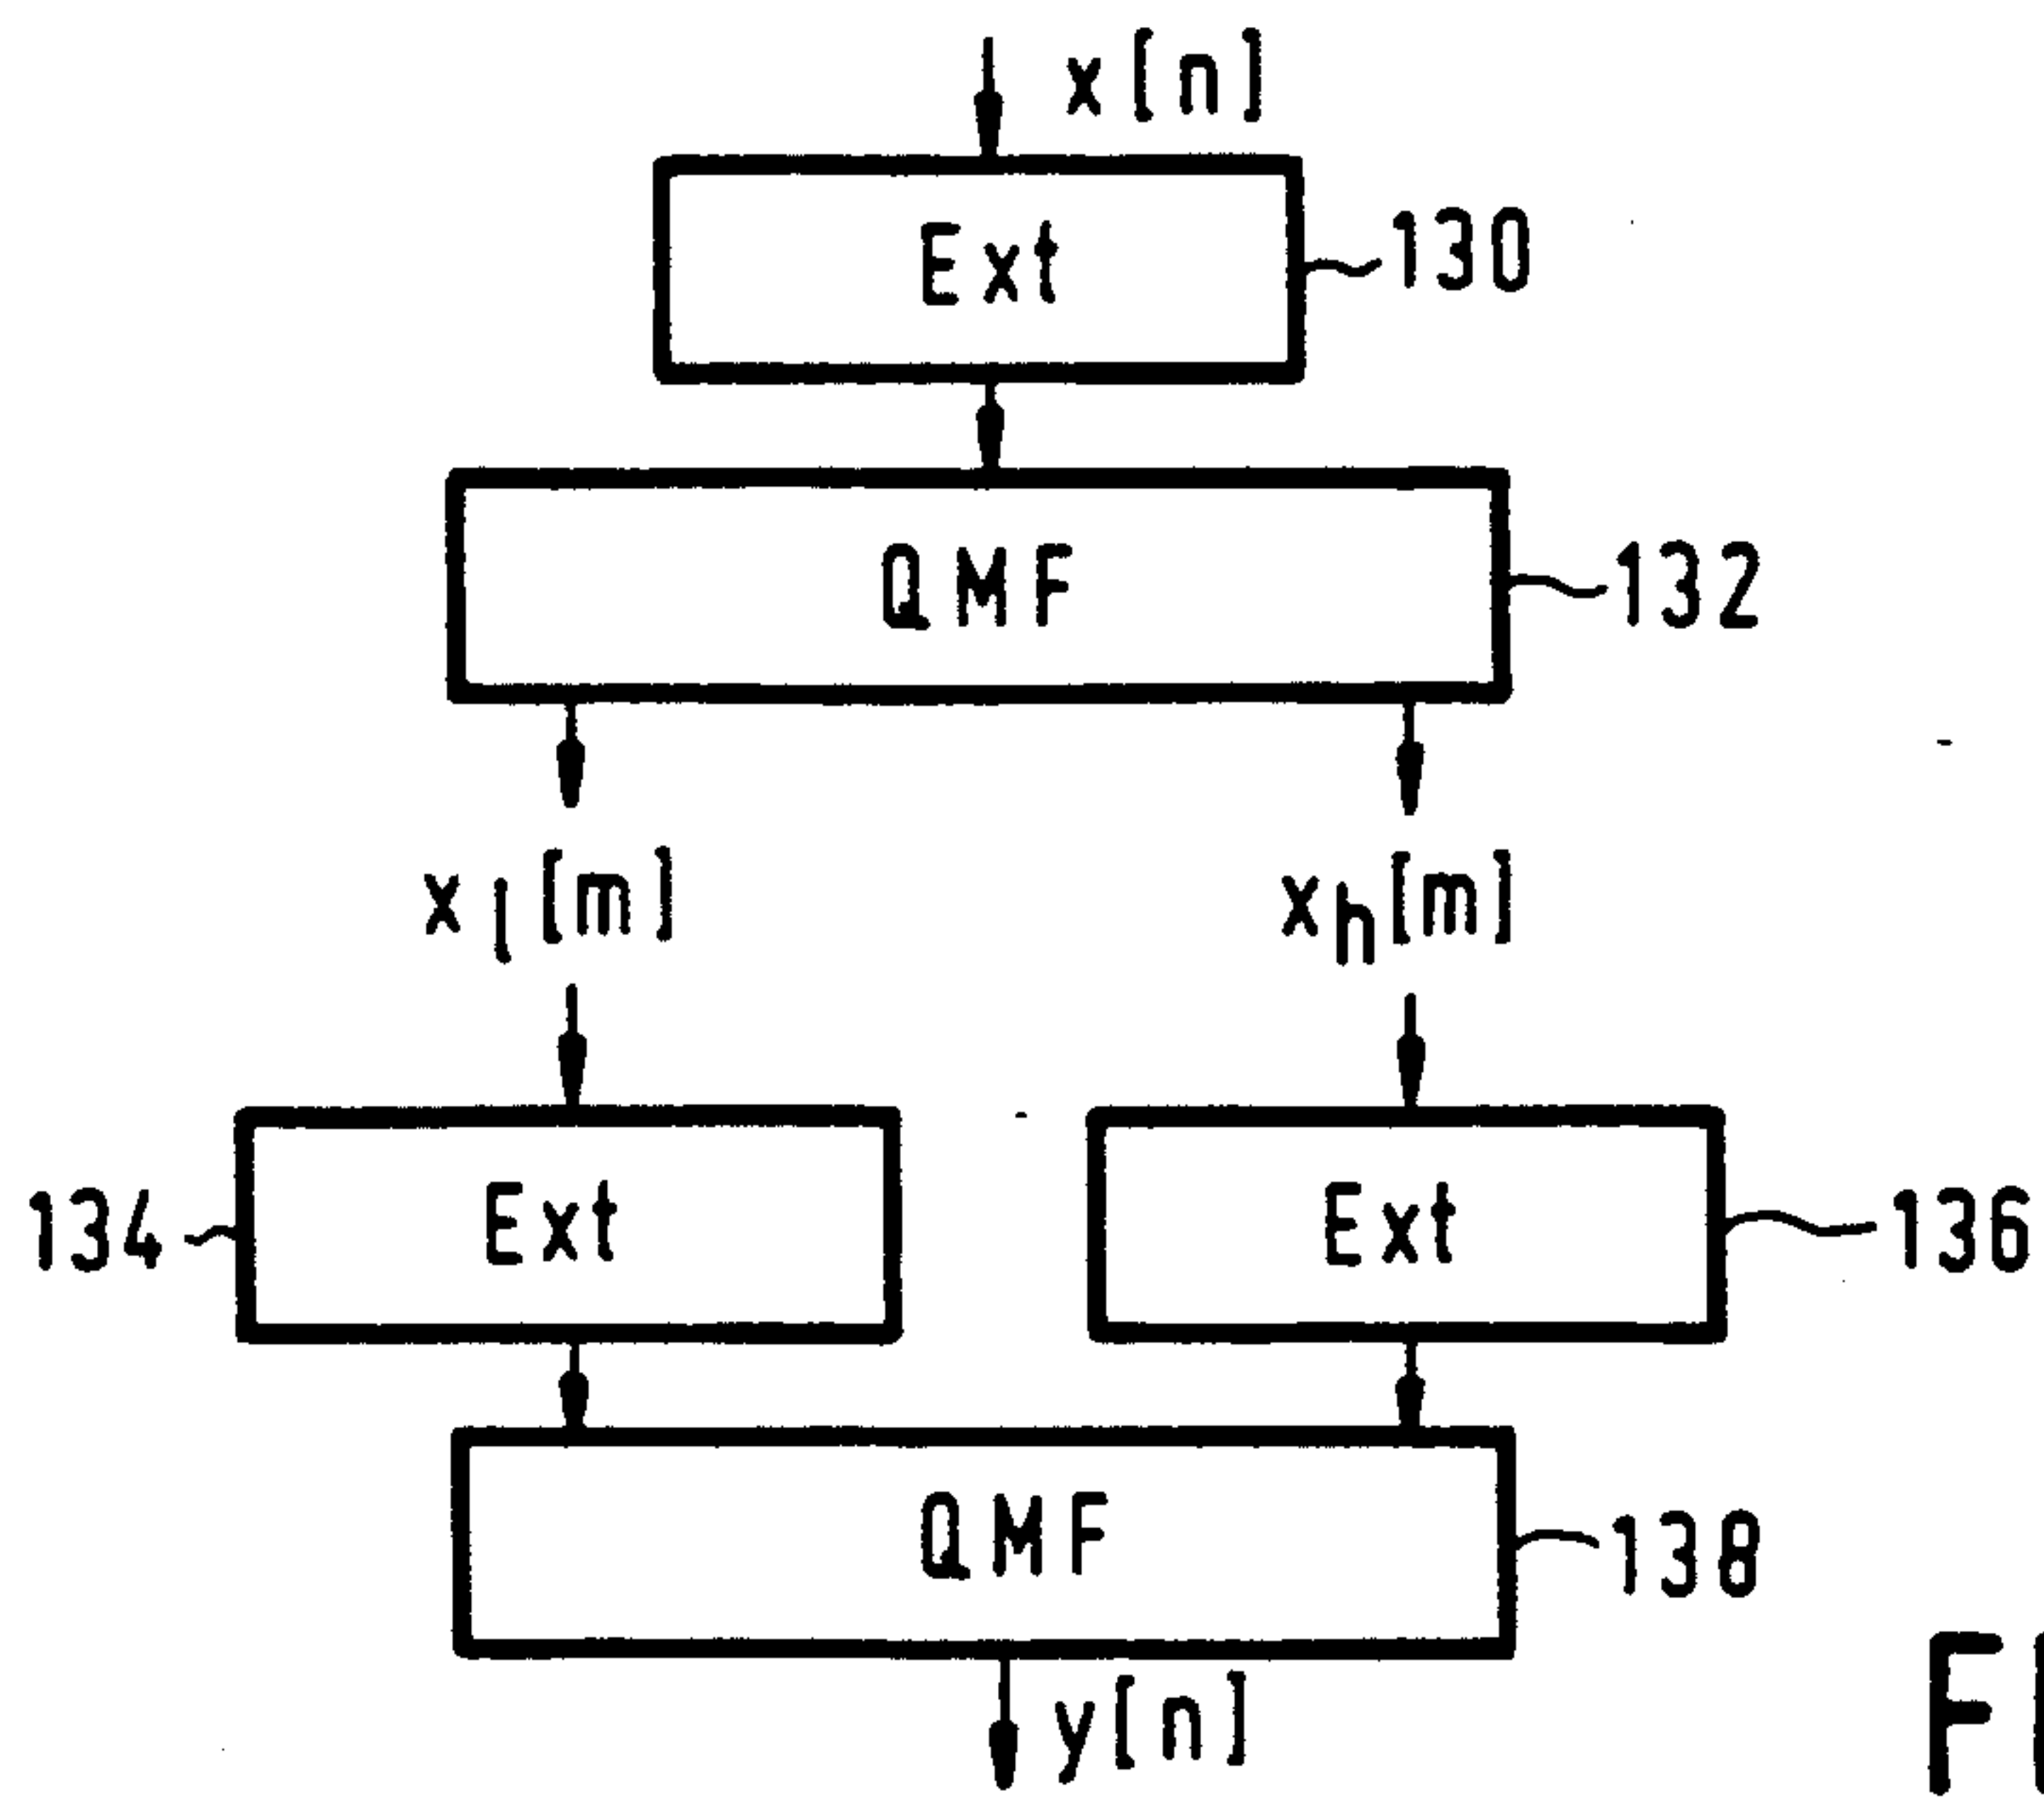 x[n]
Ext 130
QMF 132
x_l[m] x_h[m]
134 Ext Ext 136
QMF 138
y[n]